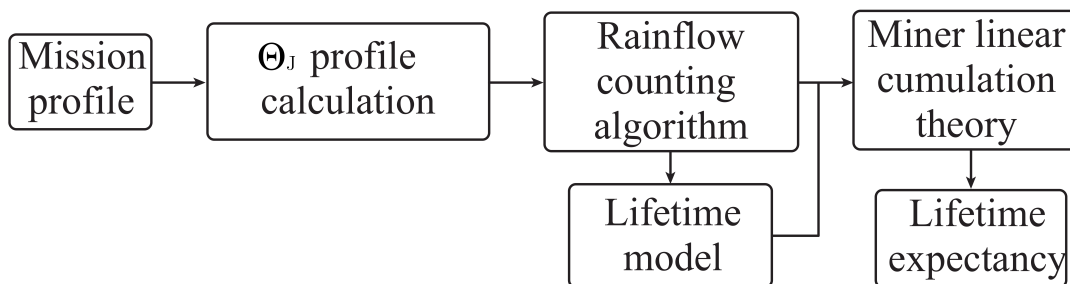 Mission
profile
ΘJ profile
calculation
Rainflow
counting
algorithm
Miner linear
cumulation
theory
Lifetime
model
Lifetime
expectancy